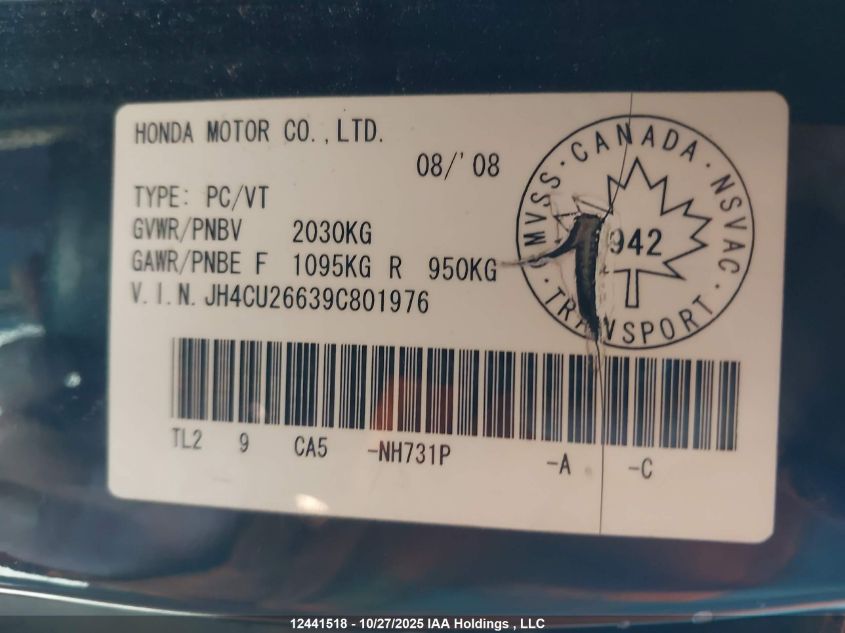 HONDA MOTOR CO., LTD.
08/'08
TYPE: PC/VT
GVWR/PNBV 2030KG
GAWR/PNBE F 1095KG R 950KG
V.I.N. JH4CU26639C801976
CANADA · NSVAC · TRANSPORT · CMVSS ·
942
TL2 9 CA5 -NH731P -A -C
12441518 - 10/27/2025 IAA Holdings , LLC